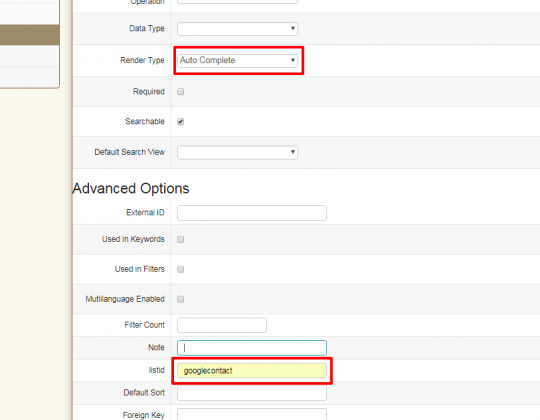 Operation
Data Type
Render Type Auto Complete
Required
Searchable
Default Search View
Advanced Options
External ID
Used in Keywords
Used in Filters
Mutlilanguage Enabled
Filter Count
Note
listid googlecontact
Default Sort
Foreign Key